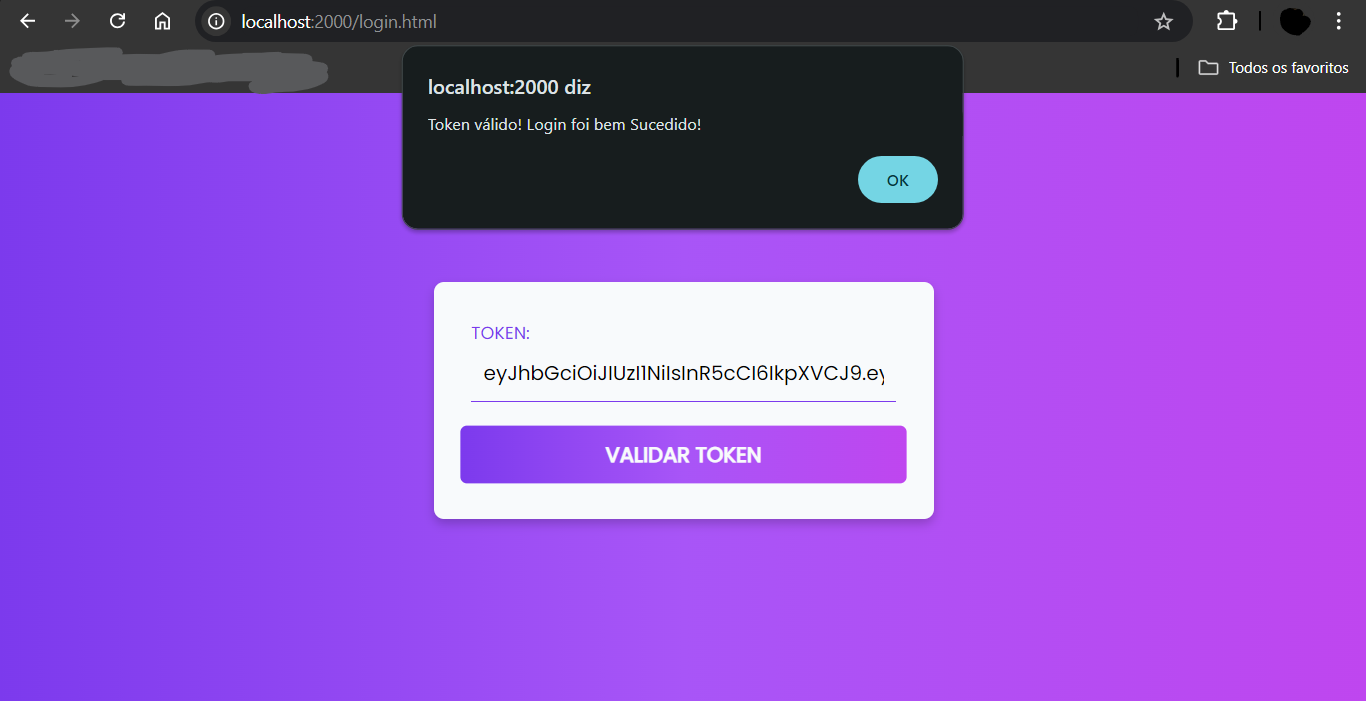 localhost:2000/login.html
Todos os favoritos
localhost:2000 diz
Token válido! Login foi bem Sucedido!
OK
TOKEN:
eyJhbGciOiJIUzI1NiIsInR5cCI6IkpXVCJ9.ey
VALIDAR TOKEN